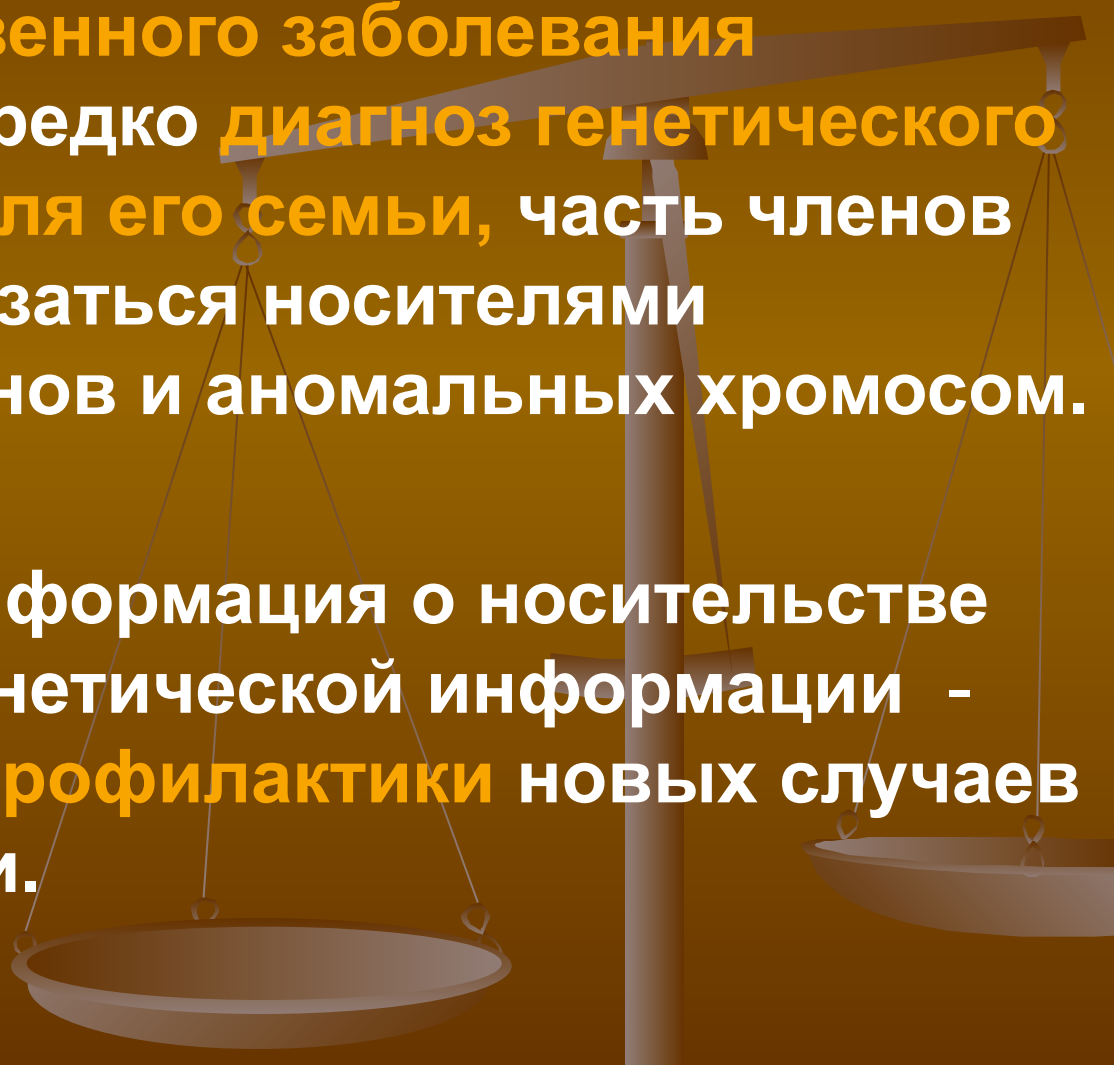 венного заболевания
редко диагноз генетического
ля его семьи, часть членов
заться носителями
нов и аномальных хромосом.
формация о носительстве
нетической информации -
рофилактики новых случаев
и.